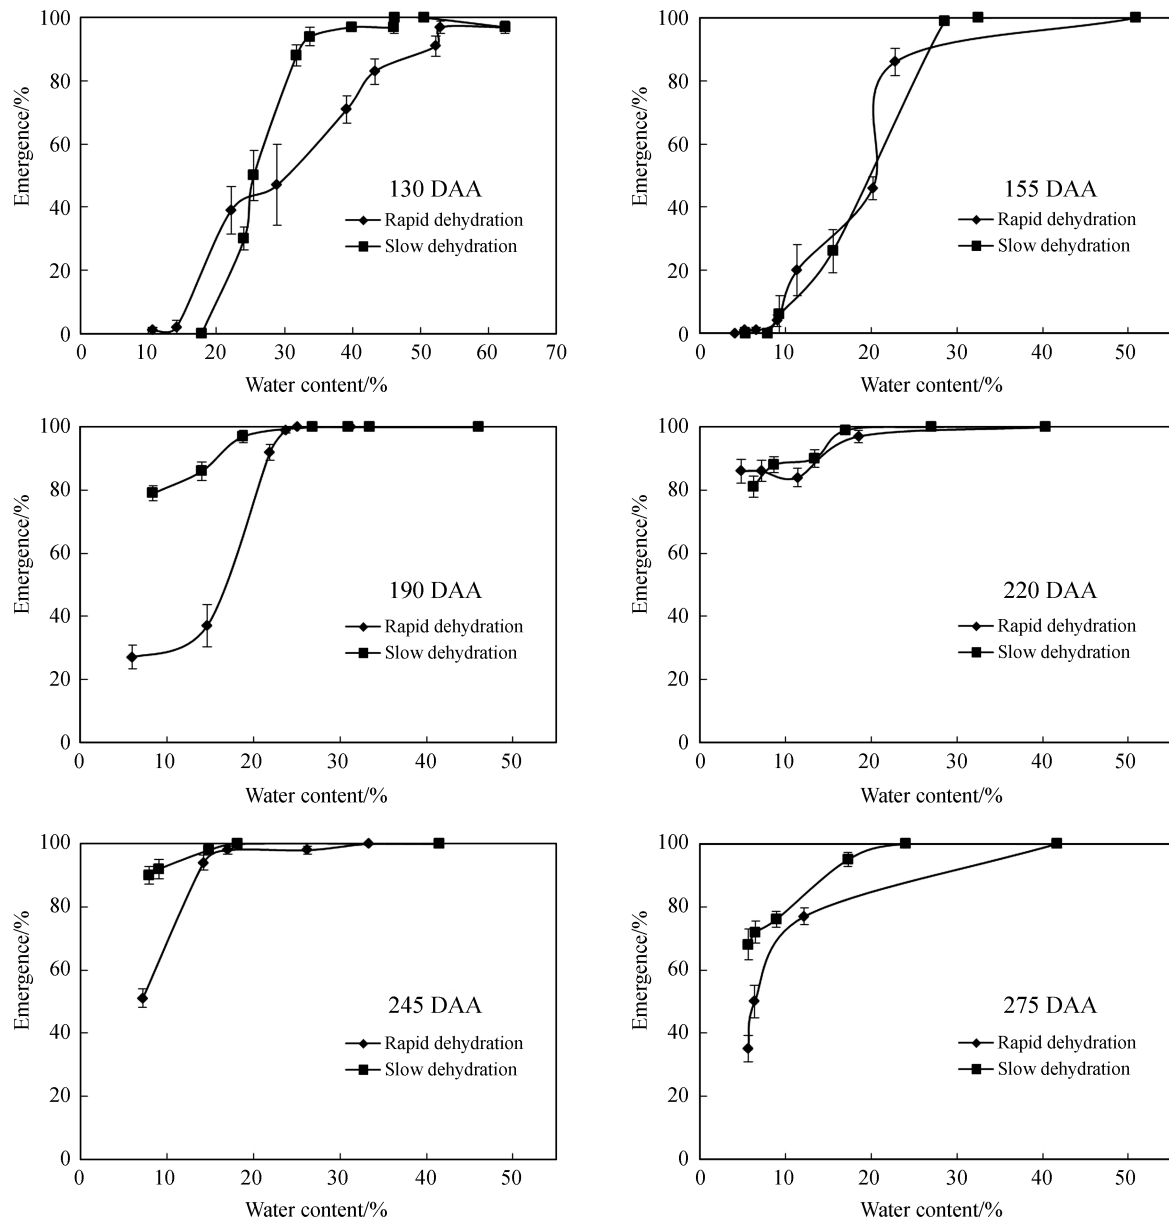 100
80
60
40
20
0
Emergence/%
130 DAA
Rapid dehydration
Slow dehydration
0 10 20 30 40 50 60 70
Water content/%
100
80
60
40
20
0
Emergence/%
155 DAA
Rapid dehydration
Slow dehydration
0 10 20 30 40 50
Water content/%
100
80
60
40
20
0
Emergence/%
190 DAA
Rapid dehydration
Slow dehydration
0 10 20 30 40 50
Water content/%
100
80
60
40
20
0
Emergence/%
220 DAA
Rapid dehydration
Slow dehydration
0 10 20 30 40 50
Water content/%
100
80
60
40
20
0
Emergence/%
245 DAA
Rapid dehydration
Slow dehydration
0 10 20 30 40 50
Water content/%
100
80
60
40
20
0
Emergence/%
275 DAA
Rapid dehydration
Slow dehydration
0 10 20 30 40 50
Water content/%